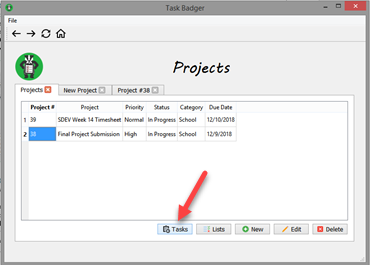 Task Badger
File
Projects
Projects New Project Project #38
Project # Project Priority Status Category Due Date
1 39 SDEV Week 14 Timesheet Normal In Progress School 12/10/2018
2 38 Final Project Submission High In Progress School 12/9/2018
Tasks Lists New Edit Delete